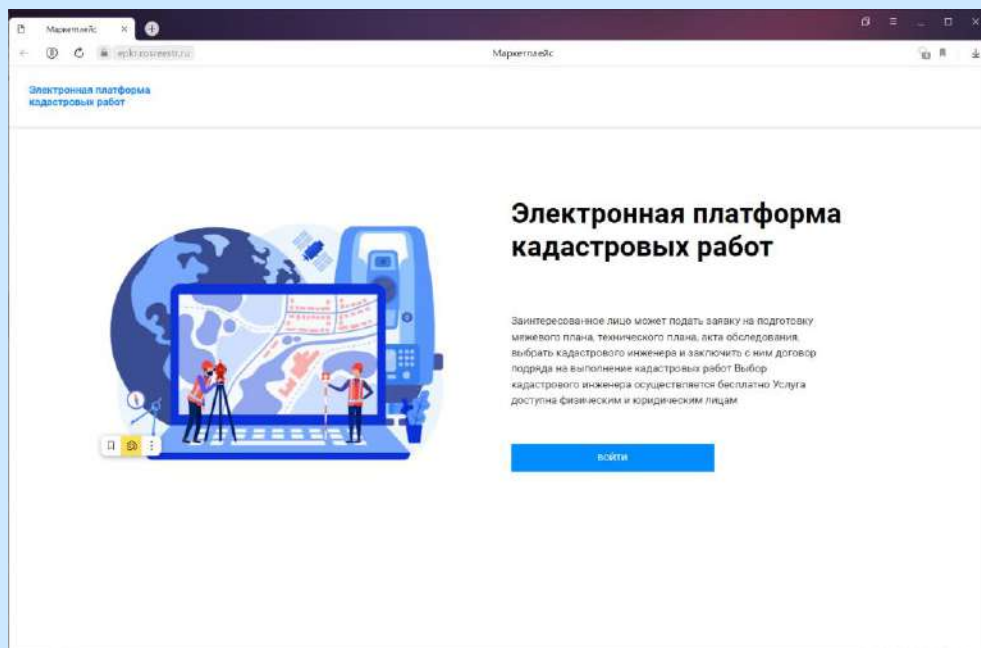 Маркетплейс
epkr.rosreestr.ru
Маркетплейс
Электронная платформа
кадастровых работ
Электронная платформа
кадастровых работ
Заинтересованное лицо может подать заявку на подготовку
межевого плана, технического плана, акта обследования,
выбрать кадастрового инженера и заключить с ним договор
подряда на выполнение кадастровых работ Выбор
кадастрового инженера осуществляется бесплатно Услуга
доступна физическим и юридическим лицам
ВОЙТИ